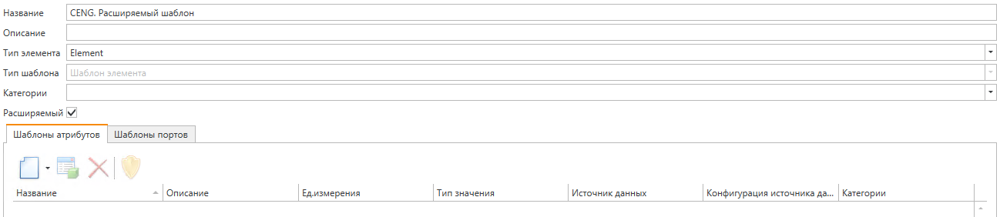 Название CENG. Расширяемый шаблон
Описание
Тип элемента Element
Тип шаблона Шаблон элемента
Категории
Расширяемый
Шаблоны атрибутов Шаблоны портов
Название Описание Ед.измерения Тип значения Источник данных Конфигурация источника да... Категории